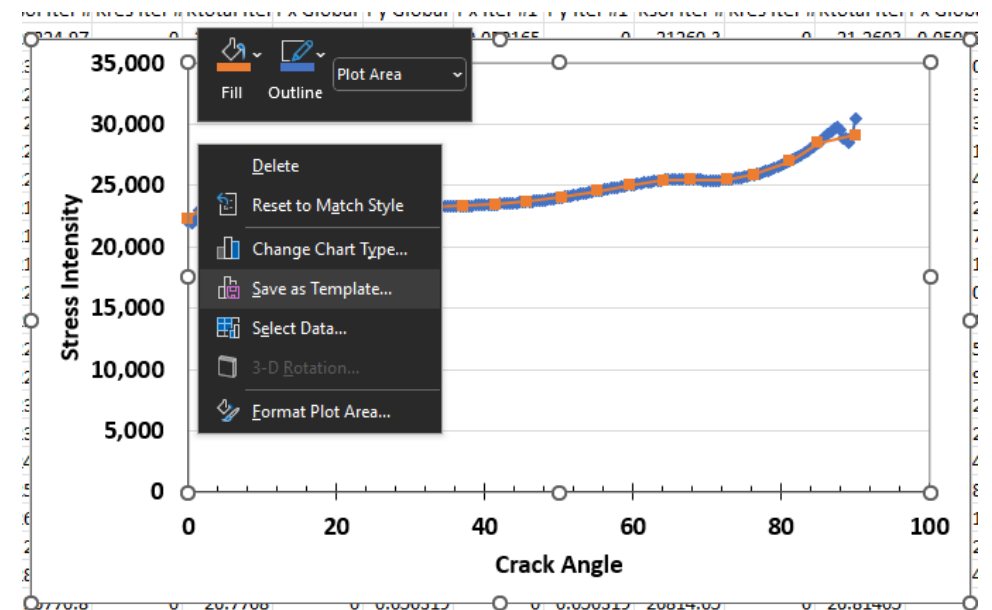 35,000
30,000
25,000
20,000
15,000
10,000
5,000
0
0 20 40 60 80 100
Stress Intensity
Crack Angle
Fill Outline Plot Area
Delete
Reset to Match Style
Change Chart Type...
Save as Template...
Select Data...
3-D Rotation...
Format Plot Area...